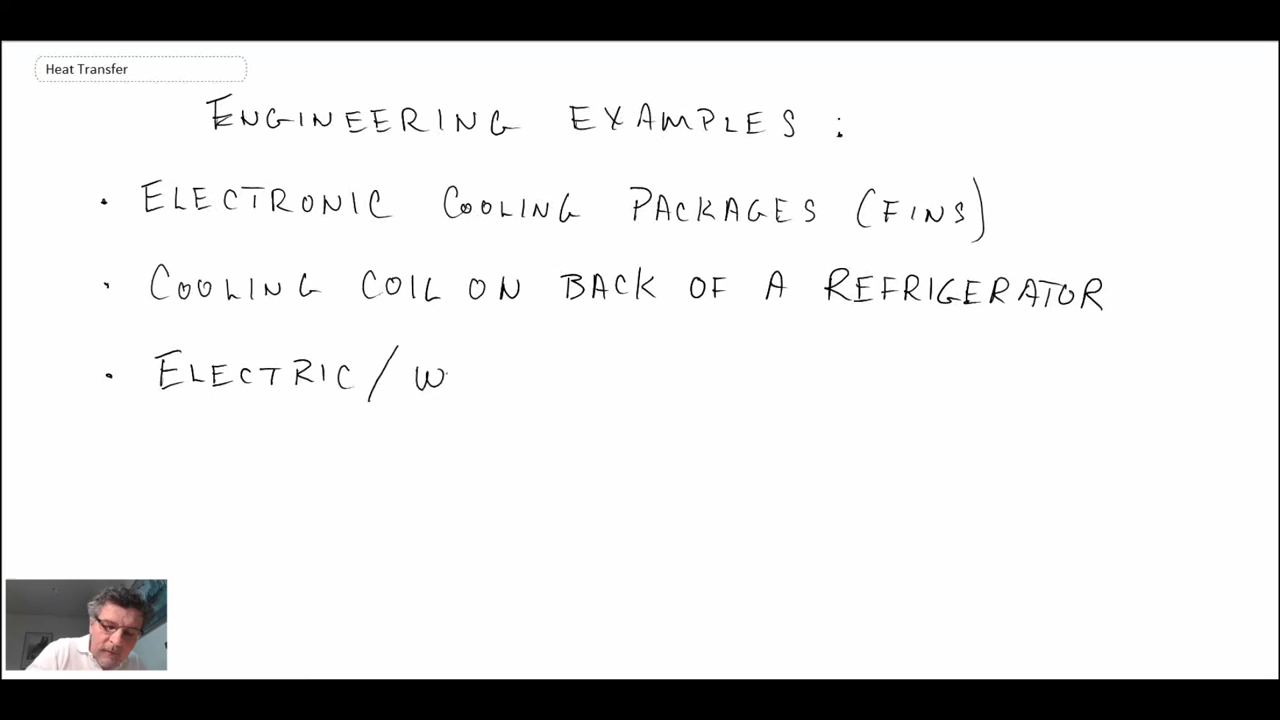 Heat Transfer
ENGINEERING EXAMPLES :
• ELECTRONIC COOLING PACKAGES (FINS)
• COOLING COIL ON BACK OF A REFRIGERATOR
• ELECTRIC / W